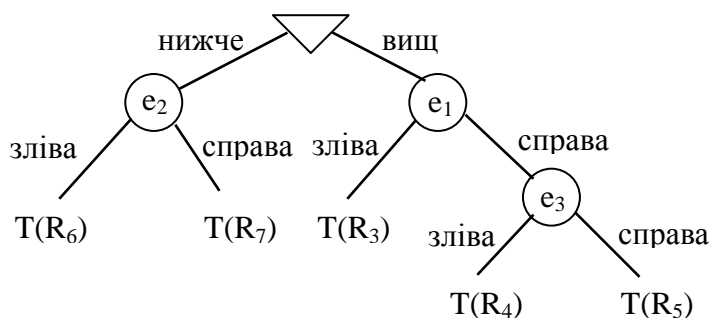 нижче вищ
e₂ e₁
зліва справа зліва справа
e₃
T(R₆) T(R₇) T(R₃) зліва справа
T(R₄) T(R₅)